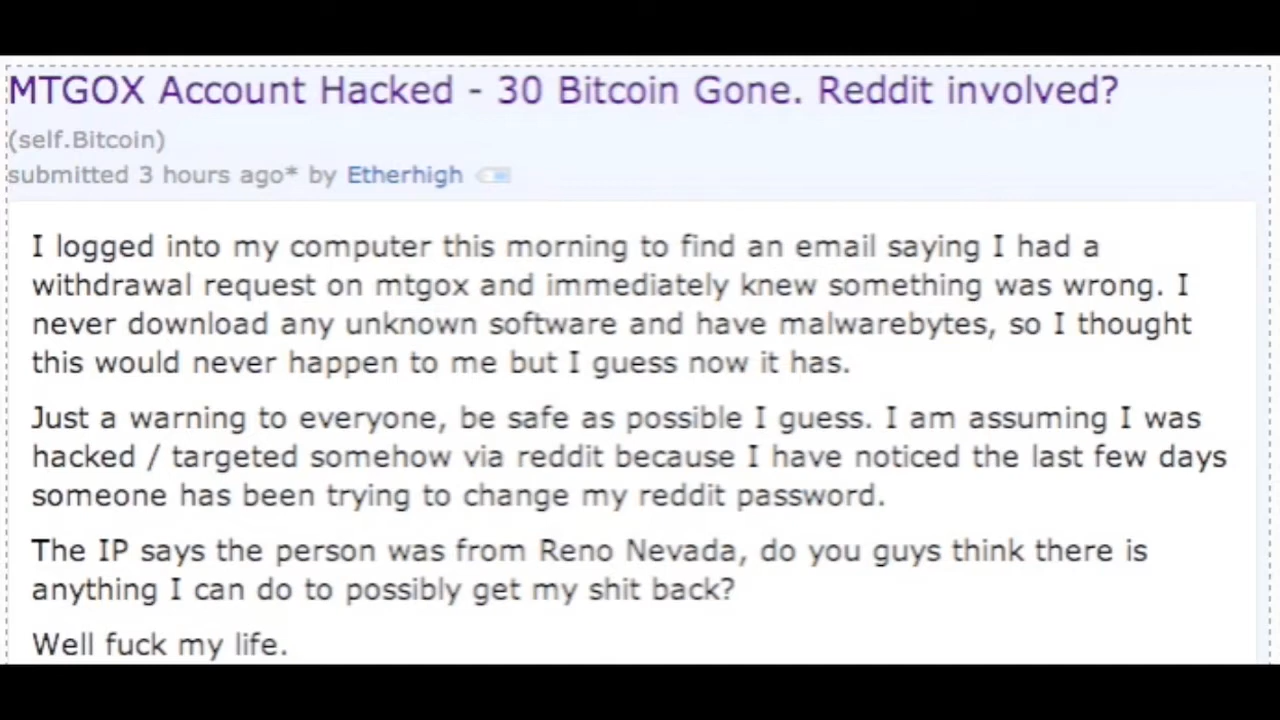 MTGOX Account Hacked - 30 Bitcoin Gone. Reddit involved?
(self.Bitcoin)
submitted 3 hours ago* by Etherhigh
I logged into my computer this morning to find an email saying I had a
withdrawal request on mtgox and immediately knew something was wrong. I
never download any unknown software and have malwarebytes, so I thought
this would never happen to me but I guess now it has.
Just a warning to everyone, be safe as possible I guess. I am assuming I was
hacked / targeted somehow via reddit because I have noticed the last few days
someone has been trying to change my reddit password.
The IP says the person was from Reno Nevada, do you guys think there is
anything I can do to possibly get my shit back?
Well fuck my life.